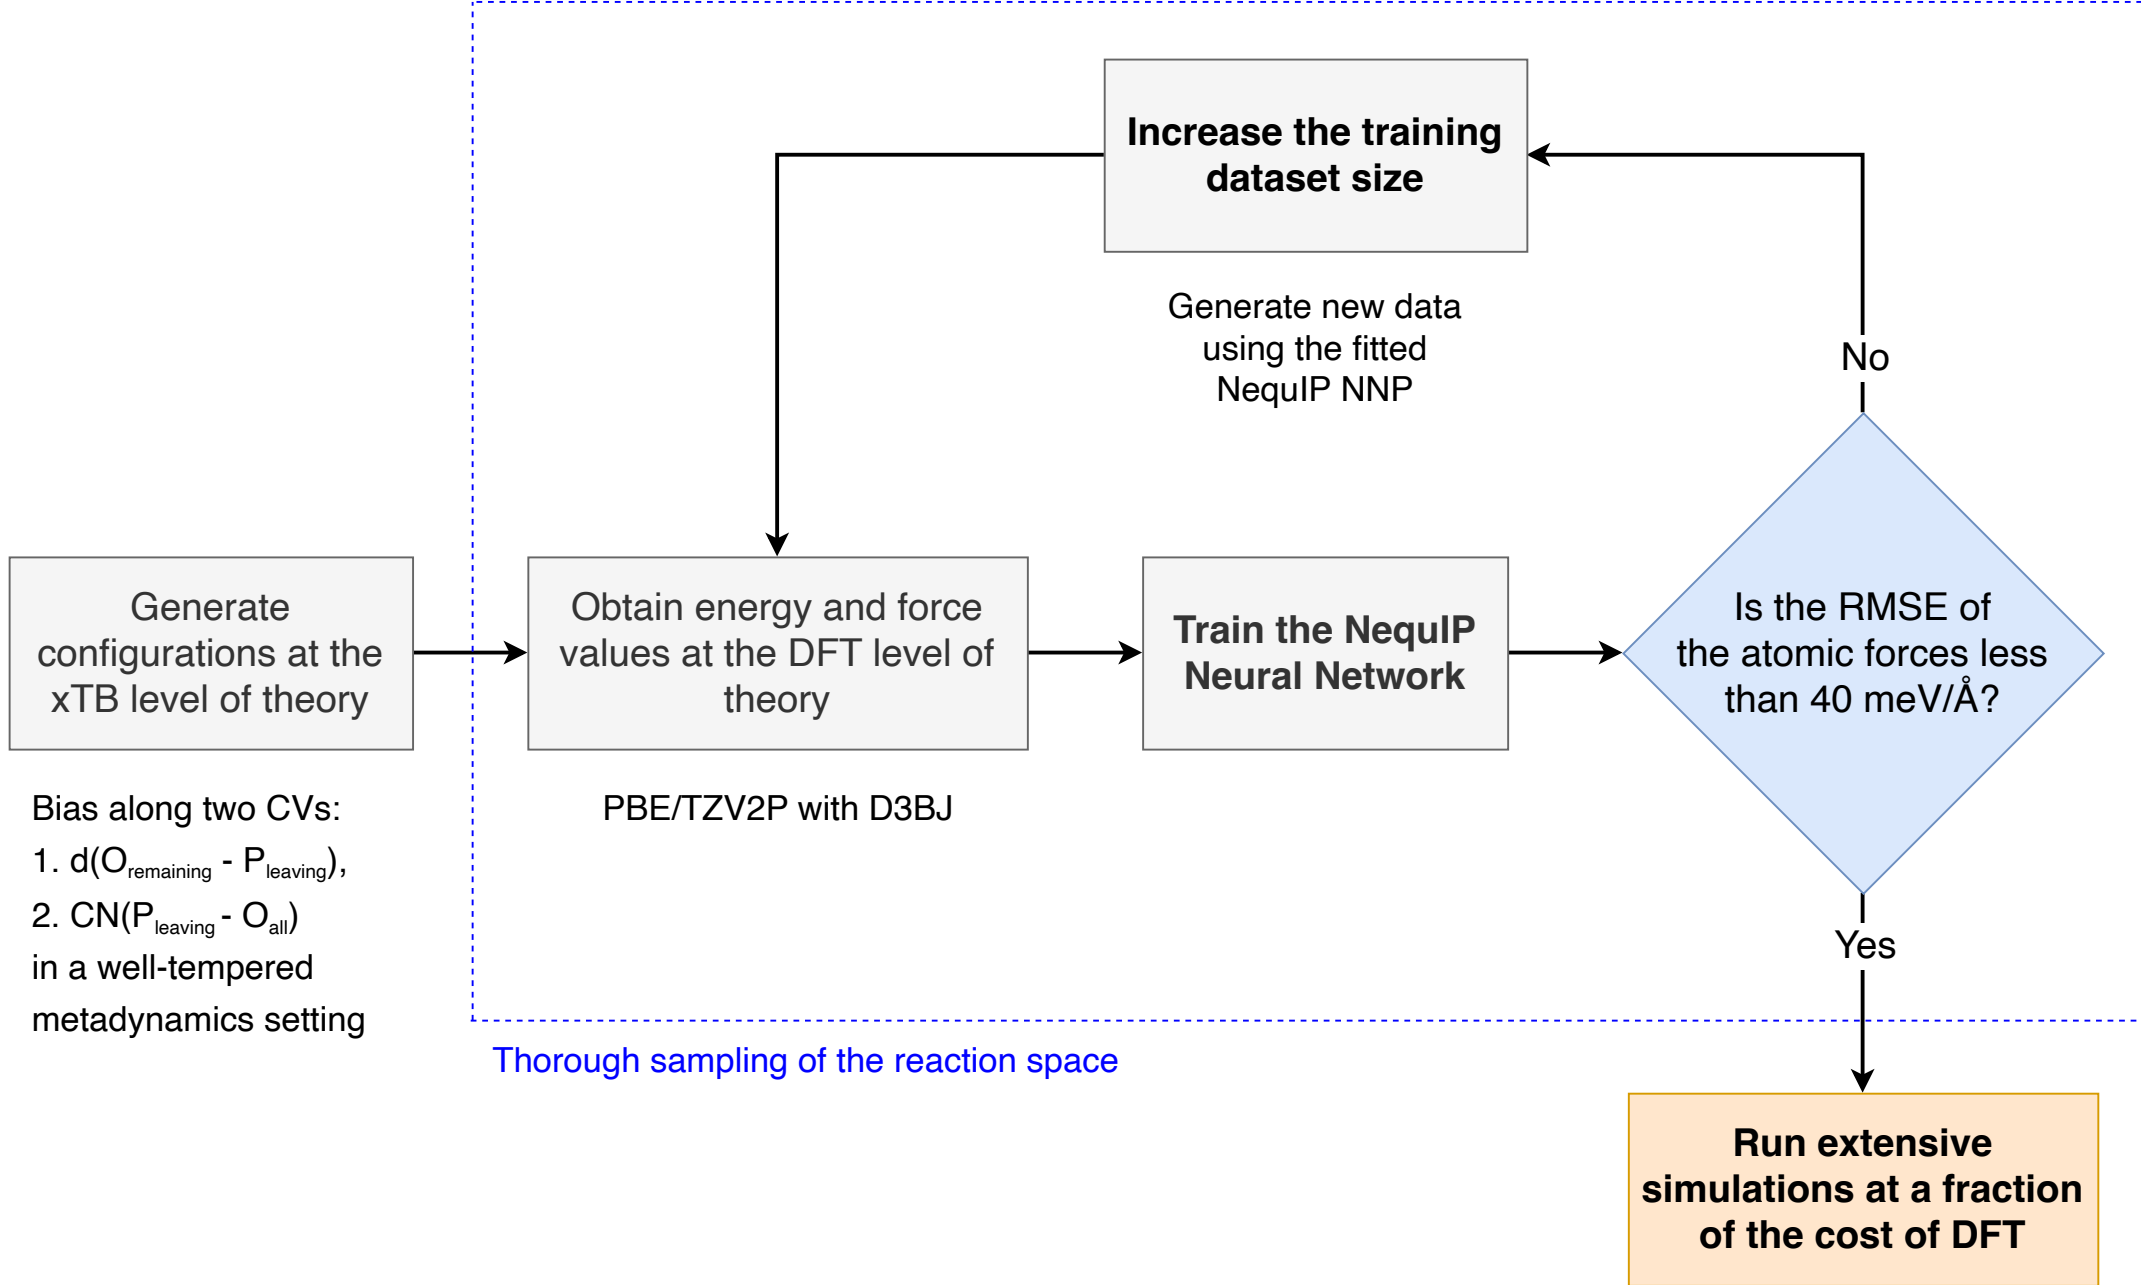 Increase the training
dataset size
Generate new data
using the fitted
NequIP NNP
No
Generate
configurations at the
xTB level of theory
Obtain energy and force
values at the DFT level of
theory
Train the NequIP
Neural Network
Is the RMSE of
the atomic forces less
than 40 meV/Å?
Bias along two CVs:
1. d(O_remaining - P_leaving),
2. CN(P_leaving - O_all)
in a well-tempered
metadynamics setting
PBE/TZV2P with D3BJ
Yes
Thorough sampling of the reaction space
Run extensive
simulations at a fraction
of the cost of DFT